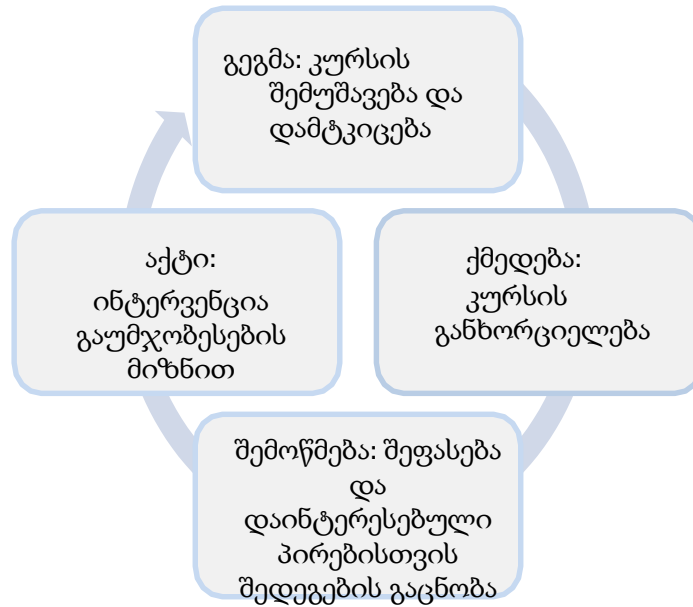 გეგმა: კურსის
შემუშავება და
დამტკიცება
აქტი:
ინტერვენცია
გაუმჯობესების
მიზნით
ქმედება:
კურსის
განხორციელება
შემოწმება: შეფასება
და
დაინტერესებული
პირებისთვის
შედეგების გაცნობა